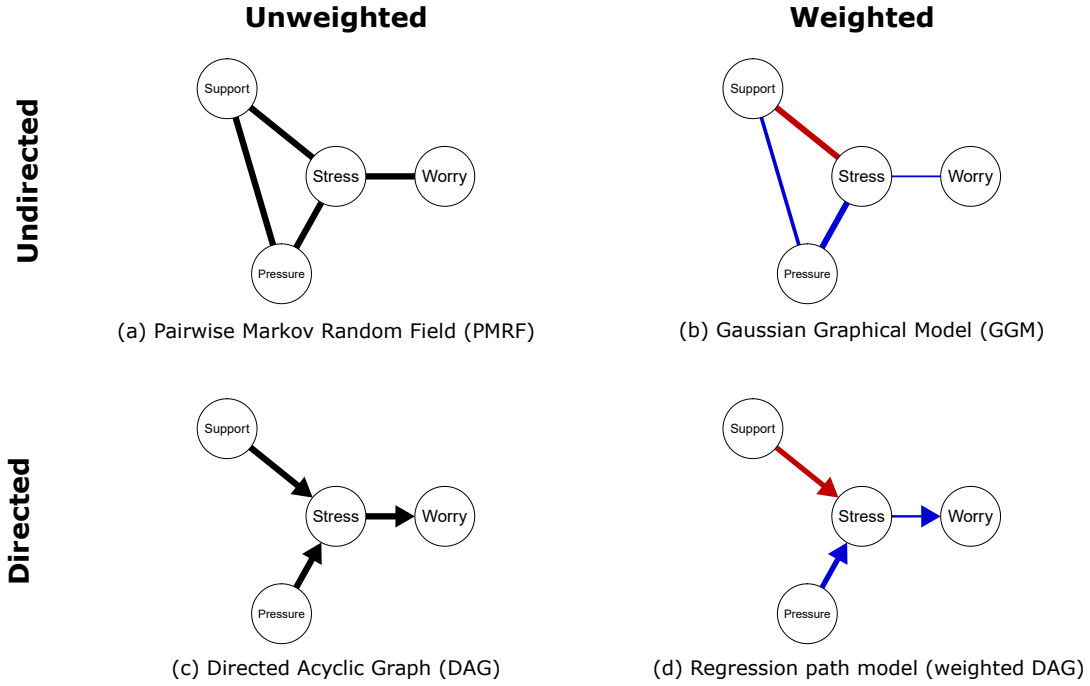 Unweighted
Weighted
Undirected
Support
Stress
Worry
Pressure
(a) Pairwise Markov Random Field (PMRF)
Support
Stress
Worry
Pressure
(b) Gaussian Graphical Model (GGM)
Directed
Support
Stress
Worry
Pressure
(c) Directed Acyclic Graph (DAG)
Support
Stress
Worry
Pressure
(d) Regression path model (weighted DAG)